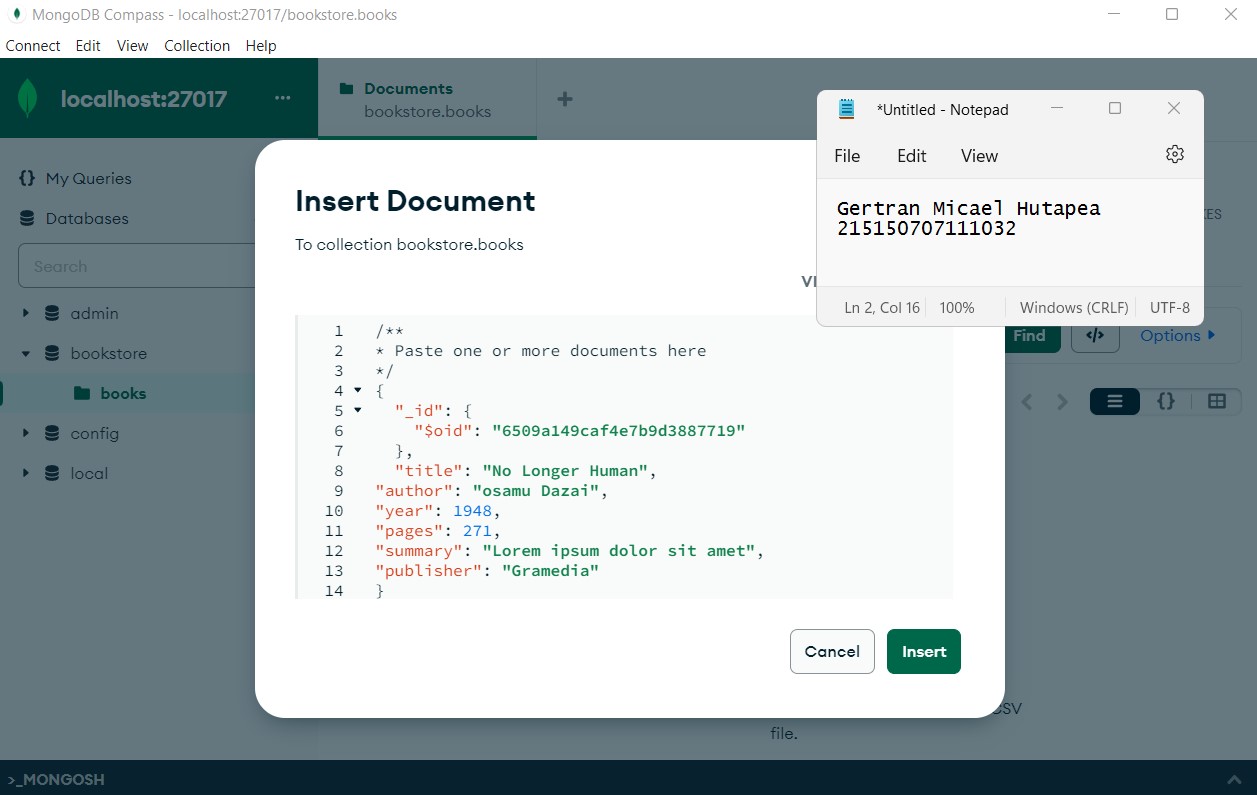 MongoDB Compass - localhost:27017/bookstore.books
Connect Edit View Collection Help
localhost:27017 ...
Documents
bookstore.books
{} My Queries
Databases
Search
admin
bookstore
books
config
local
Insert Document
To collection bookstore.books
1 /**
2 * Paste one or more documents here
3 */
4 {
5 "_id": {
6 "$oid": "6509a149caf4e7b9d3887719"
7 },
8 "title": "No Longer Human",
9 "author": "osamu Dazai",
10 "year": 1948,
11 "pages": 271,
12 "summary": "Lorem ipsum dolor sit amet",
13 "publisher": "Gramedia"
14 }
Cancel Insert
*Untitled - Notepad
File Edit View
Gertran Micael Hutapea
215150707111032
Ln 2, Col 16 100% Windows (CRLF) UTF-8
Find </> Options
{}
CSV
file.
>_MONGOSH